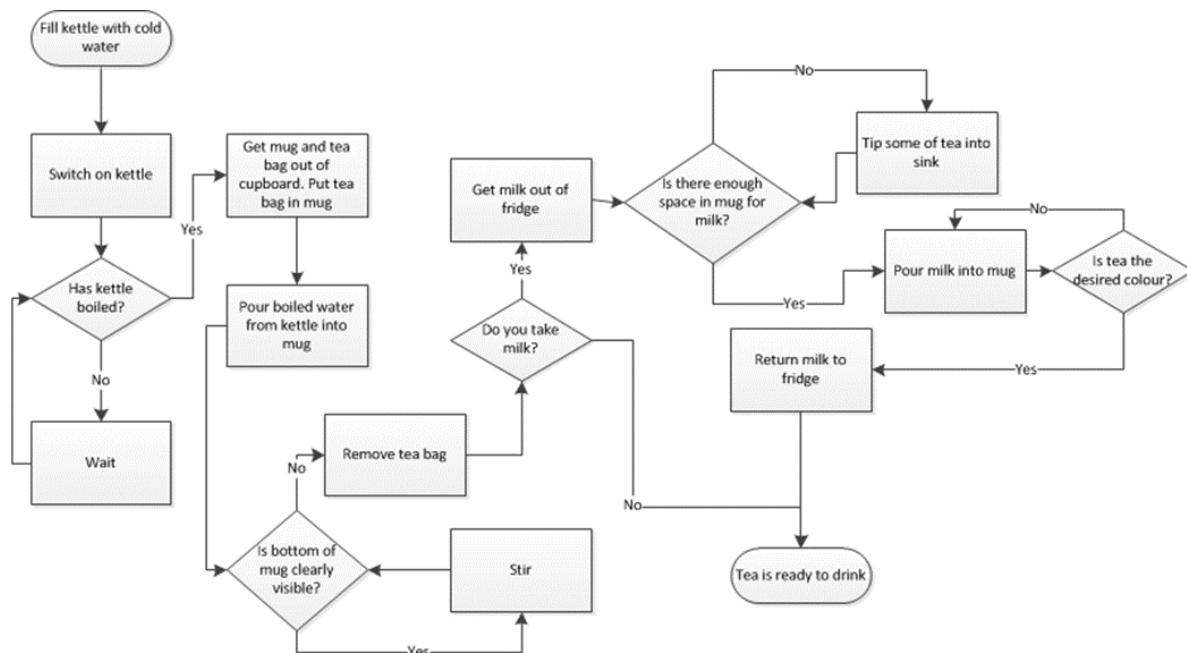 Fill kettle with cold
water
Switch on kettle
Has kettle
boiled?
No
Wait
Yes
Get mug and tea
bag out of
cupboard. Put tea
bag in mug
Pour boiled water
from kettle into
mug
Is bottom of
mug clearly
visible?
Yes
Stir
No
Remove tea bag
Do you take
milk?
Yes
Get milk out of
fridge
Is there enough
space in mug for
milk?
No
Tip some of tea into
sink
Yes
Pour milk into mug
Is tea the
desired colour?
No
Yes
Return milk to
fridge
No
Tea is ready to drink